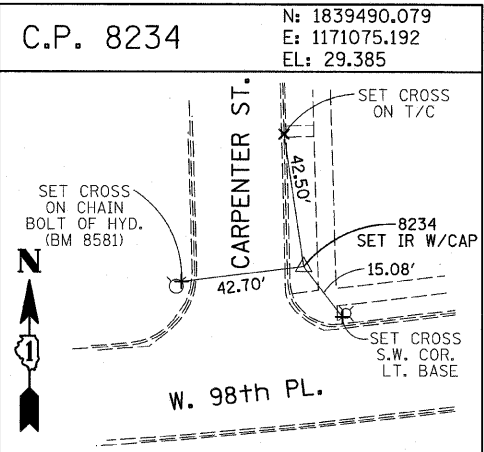 C.P. 8234
N: 1839490.079
E: 1171075.192
EL: 29.385
CARPENTER ST.
SET CROSS
ON T/C
42.50'
SET CROSS
ON CHAIN
BOLT OF HYD.
(BM 8581)
8234
SET IR W/CAP
15.08'
42.70'
N
1
SET CROSS
S.W. COR.
LT. BASE
W. 98th PL.